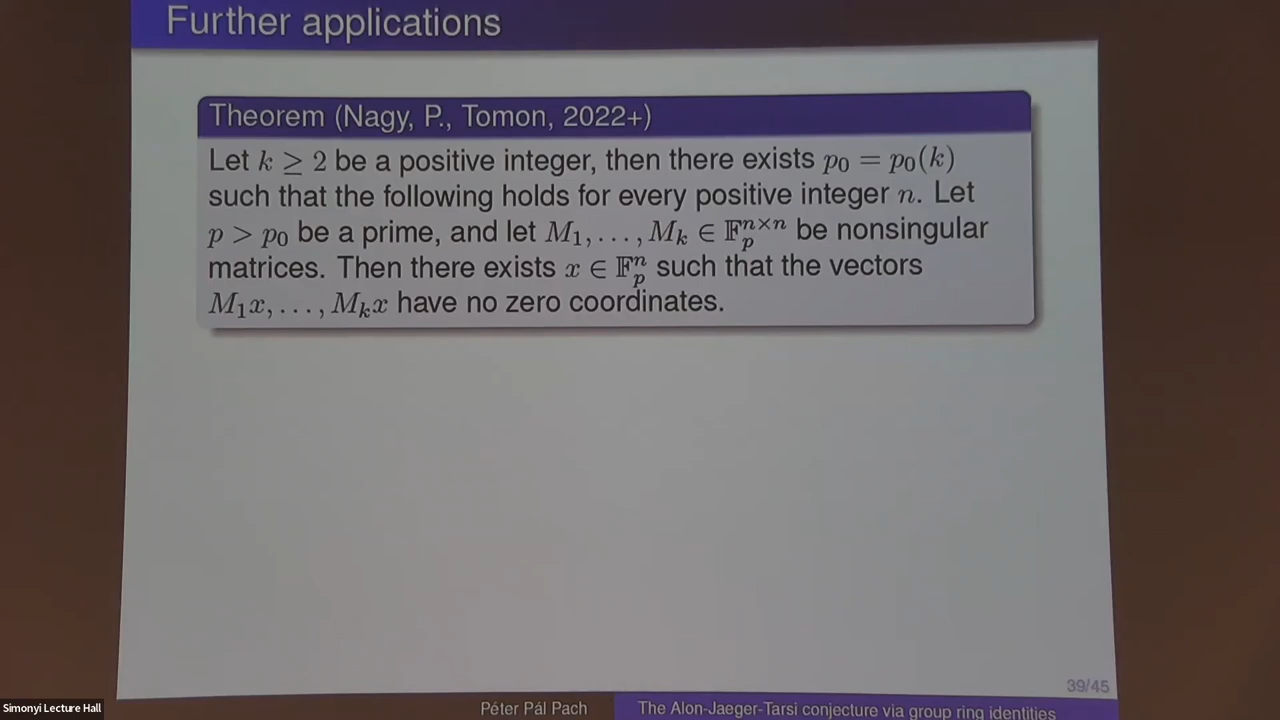 Further applications
Theorem (Nagy, P., Tomon, 2022+)
Let k ≥ 2 be a positive integer, then there exists p₀ = p₀(k)
such that the following holds for every positive integer n. Let
p > p₀ be a prime, and let M₁, . . . , Mₖ ∈ 𝔽ₚⁿˣⁿ be nonsingular
matrices. Then there exists x ∈ 𝔽ₚⁿ such that the vectors
M₁x, . . . , Mₖx have no zero coordinates.
39/45
Péter Pál Pach
The Alon-Jaeger-Tarsi conjecture via group ring identities
Simonyi Lecture Hall